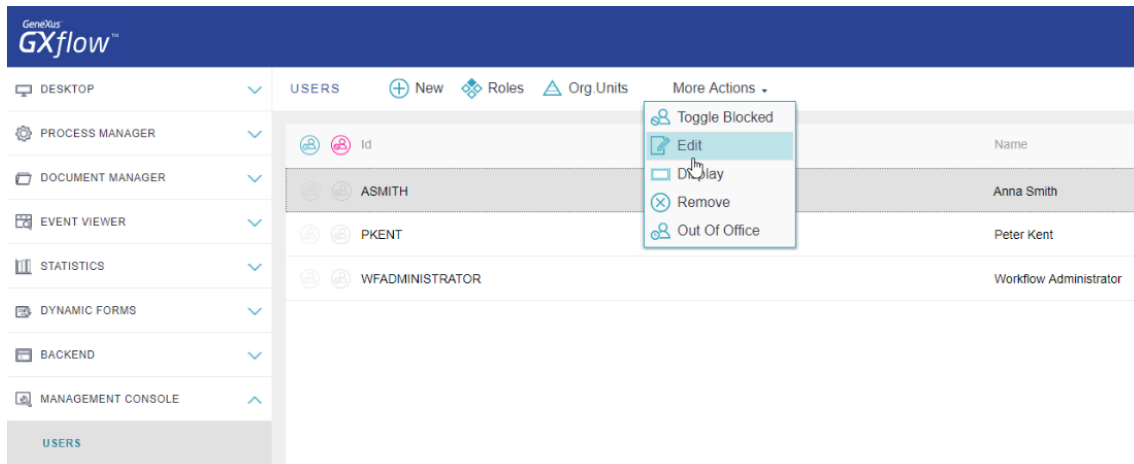 GeneXus™
GXflow™
DESKTOP
PROCESS MANAGER
DOCUMENT MANAGER
EVENT VIEWER
STATISTICS
DYNAMIC FORMS
BACKEND
MANAGEMENT CONSOLE
USERS
USERS New Roles Org.Units More Actions
Toggle Blocked
Edit
Display
Remove
Out Of Office
Id Name
ASMITH Anna Smith
PKENT Peter Kent
WFADMINISTRATOR Workflow Administrator